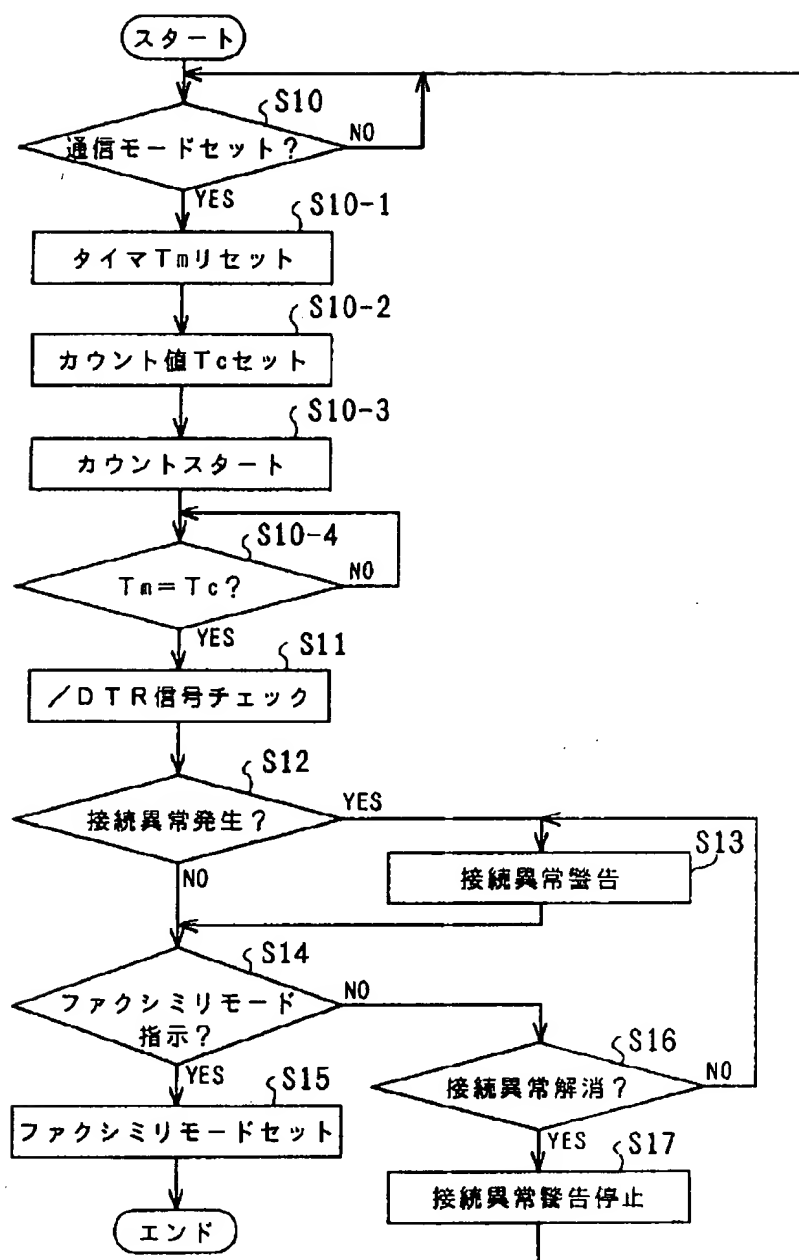 スタート
S10
通信モードセット?
NO
YES
S10-1
タイマTmリセット
S10-2
カウント値Tcセット
S10-3
カウントスタート
S10-4
Tm=Tc?
NO
YES
S11
/DTR信号チェック
S12
接続異常発生?
YES
NO
S13
接続異常警告
S14
ファクシミリモード
指示?
NO
YES
S15
ファクシミリモードセット
エンド
S16
接続異常解消?
NO
YES
S17
接続異常警告停止